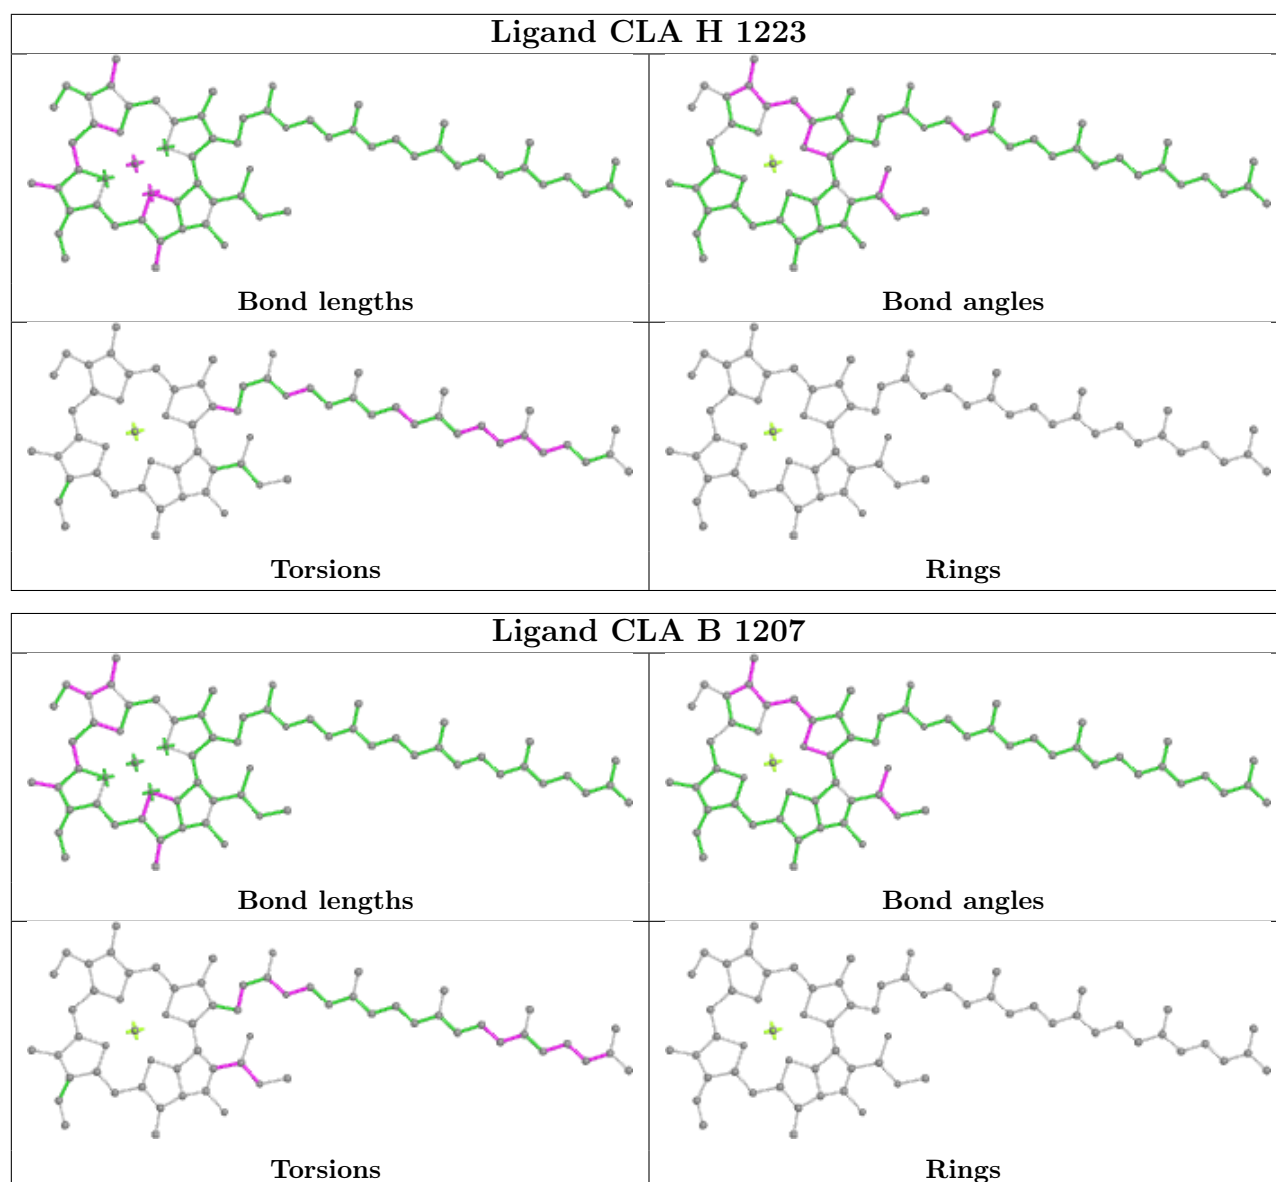 Ligand CLA H 1223
Bond lengths
Bond angles
Torsions
Rings
Ligand CLA B 1207
Bond lengths
Bond angles
Torsions
Rings